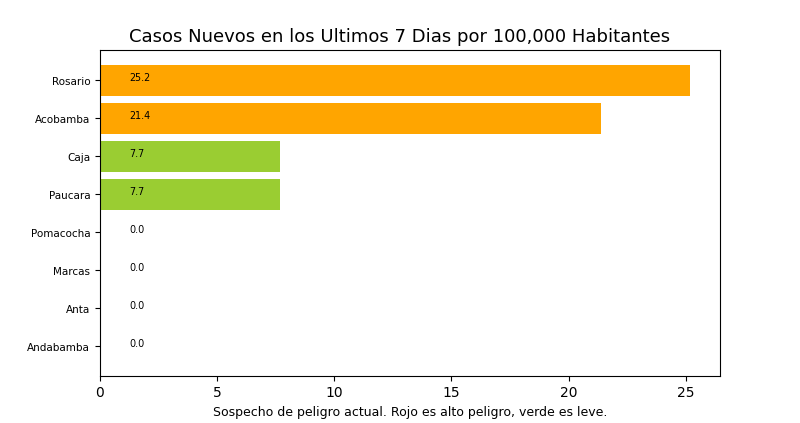 Casos Nuevos en los Ultimos 7 Dias por 100,000 Habitantes
Rosario 25.2
Acobamba 21.4
Caja 7.7
Paucara 7.7
Pomacocha 0.0
Marcas 0.0
Anta 0.0
Andabamba 0.0
0 5 10 15 20 25
Sospecho de peligro actual. Rojo es alto peligro, verde es leve.